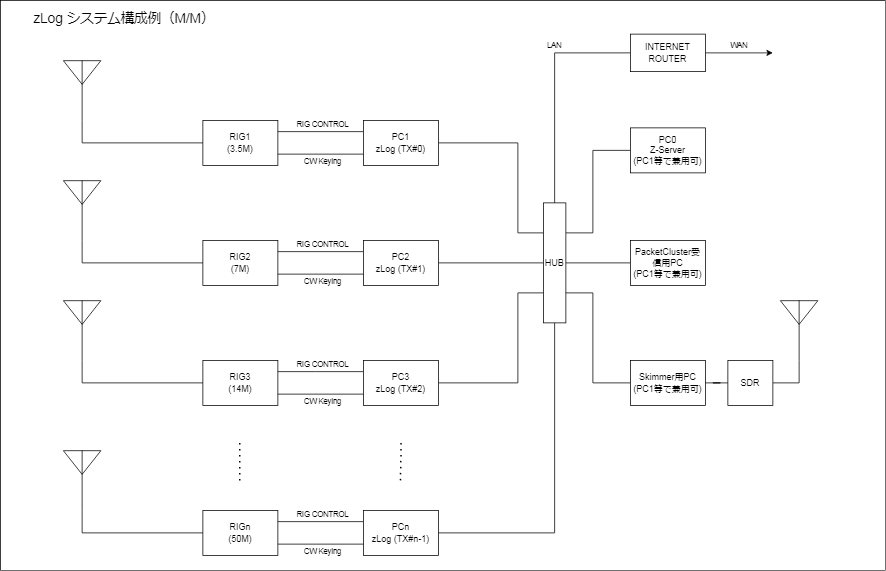 zLog システム構成例（M/M）
LAN
INTERNET
ROUTER
WAN
RIG1
(3.5M)
RIG CONTROL
CW Keying
PC1
zLog (TX#0)
PC0
Z-Server
(PC1等で兼用可)
RIG2
(7M)
RIG CONTROL
CW Keying
PC2
zLog (TX#1)
HUB
PacketCluster受
信用PC
(PC1等で兼用可)
RIG3
(14M)
RIG CONTROL
CW Keying
PC3
zLog (TX#2)
Skimmer用PC
(PC1等で兼用可)
SDR
RIGn
(50M)
RIG CONTROL
CW Keying
PCn
zLog (TX#n-1)